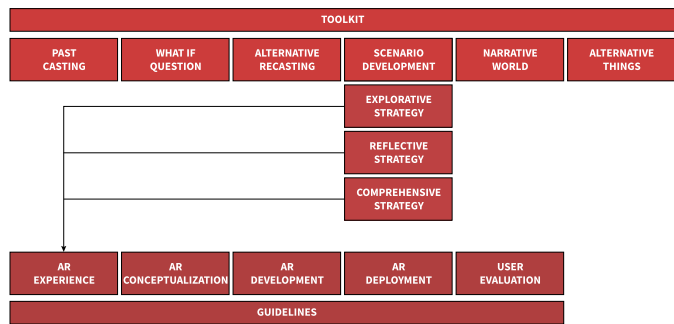 TOOLKIT
PAST
CASTING
WHAT IF
QUESTION
ALTERNATIVE
RECASTING
SCENARIO
DEVELOPMENT
NARRATIVE
WORLD
ALTERNATIVE
THINGS
EXPLORATIVE
STRATEGY
REFLECTIVE
STRATEGY
COMPREHENSIVE
STRATEGY
AR
EXPERIENCE
AR
CONCEPTUALIZATION
AR
DEVELOPMENT
AR
DEPLOYMENT
USER
EVALUATION
GUIDELINES